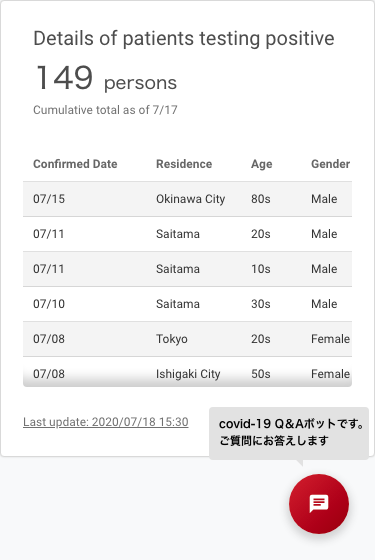 Details of patients testing positive
149 persons
Cumulative total as of 7/17
Confirmed Date Residence Age Gender
07/15 Okinawa City 80s Male
07/11 Saitama 20s Male
07/11 Saitama 10s Male
07/10 Saitama 30s Male
07/08 Tokyo 20s Female
07/08 Ishigaki City 50s Female
Last update: 2020/07/18 15:30
covid-19 Q&Aボットです。
ご質問にお答えします